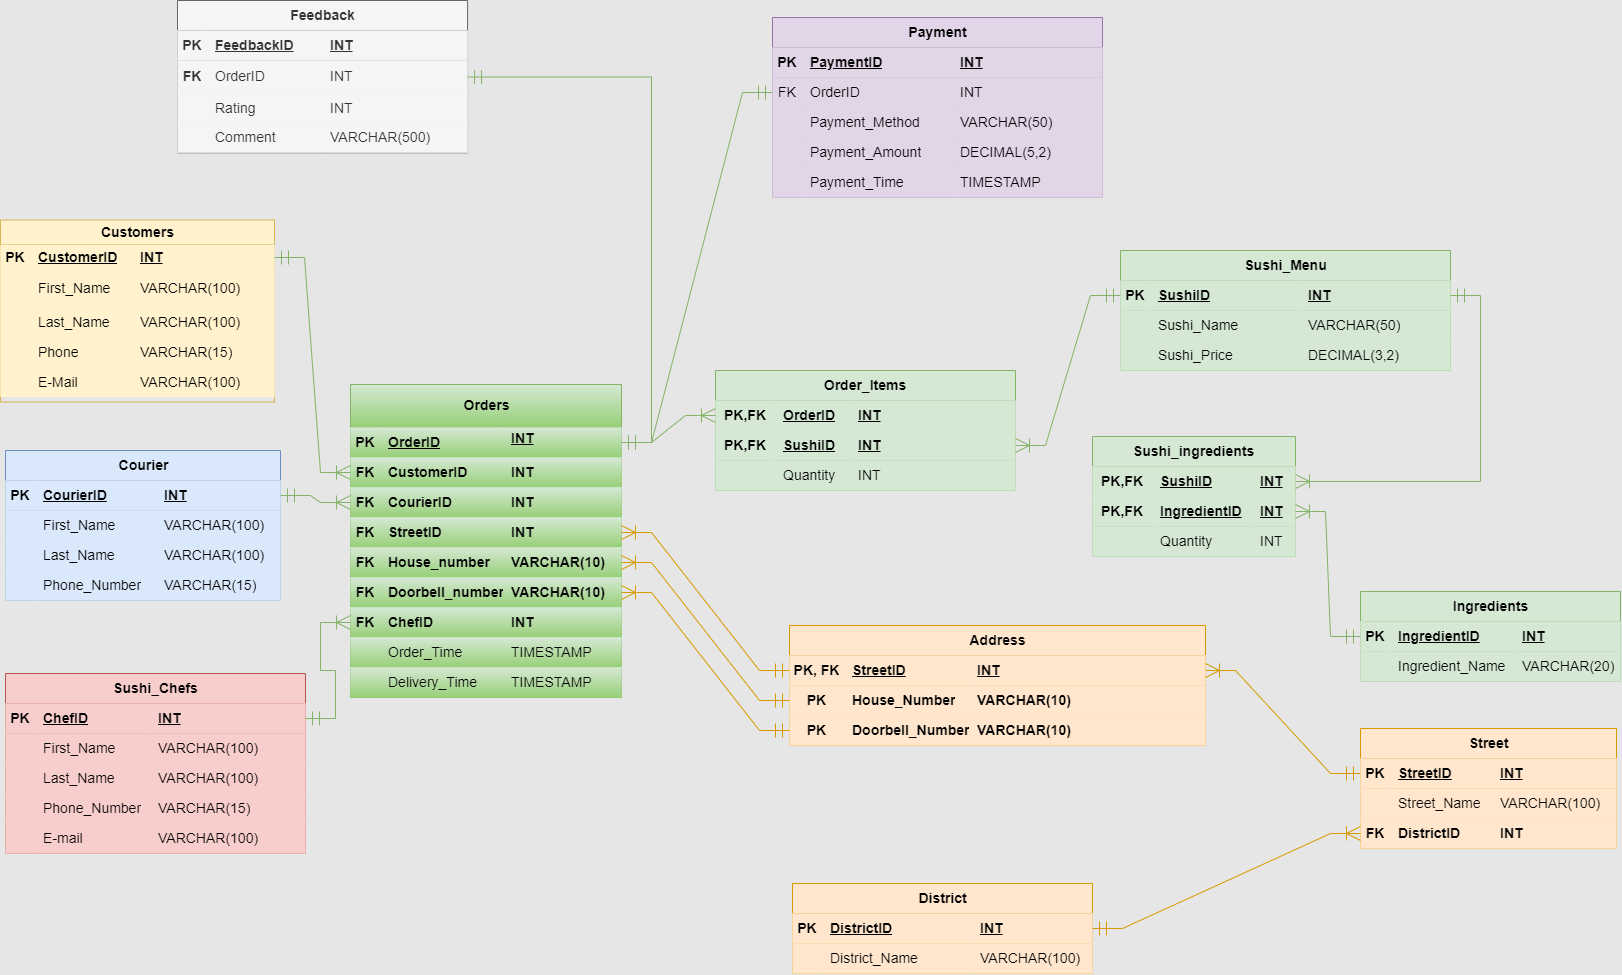 Feedback
PK FeedbackID INT
FK OrderID INT
Rating INT
Comment VARCHAR(500)
Payment
PK PaymentID INT
FK OrderID INT
Payment_Method VARCHAR(50)
Payment_Amount DECIMAL(5,2)
Payment_Time TIMESTAMP
Customers
PK CustomerID INT
First_Name VARCHAR(100)
Last_Name VARCHAR(100)
Phone VARCHAR(15)
E-Mail VARCHAR(100)
Sushi_Menu
PK SushiID INT
Sushi_Name VARCHAR(50)
Sushi_Price DECIMAL(3,2)
Orders
PK OrderID INT
FK CustomerID INT
FK CourierID INT
FK StreetID INT
FK House_number VARCHAR(10)
FK Doorbell_number VARCHAR(10)
FK ChefID INT
Order_Time TIMESTAMP
Delivery_Time TIMESTAMP
Order_Items
PK,FK OrderID INT
PK,FK SushiID INT
Quantity INT
Courier
PK CourierID INT
First_Name VARCHAR(100)
Last_Name VARCHAR(100)
Phone_Number VARCHAR(15)
Sushi_ingredients
PK,FK SushiID INT
PK,FK IngredientID INT
Quantity INT
Ingredients
PK IngredientID INT
Ingredient_Name VARCHAR(20)
Address
PK, FK StreetID INT
PK House_Number VARCHAR(10)
PK Doorbell_Number VARCHAR(10)
Sushi_Chefs
PK ChefID INT
First_Name VARCHAR(100)
Last_Name VARCHAR(100)
Phone_Number VARCHAR(15)
E-mail VARCHAR(100)
Street
PK StreetID INT
Street_Name VARCHAR(100)
FK DistrictID INT
District
PK DistrictID INT
District_Name VARCHAR(100)